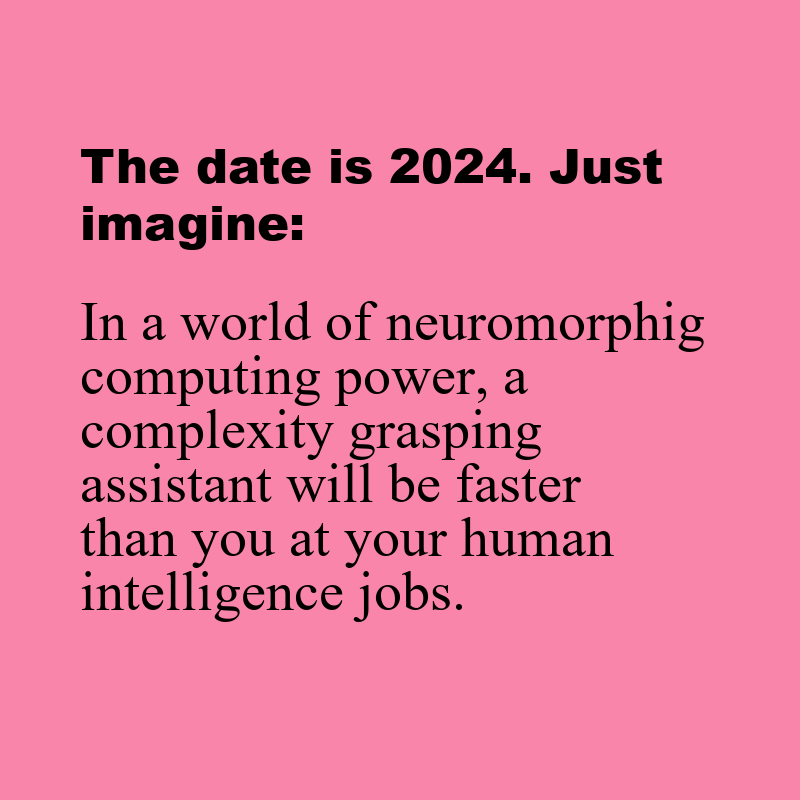 The date is 2024. Just
imagine:
In a world of neuromorphig
computing power, a
complexity grasping
assistant will be faster
than you at your human
intelligence jobs.